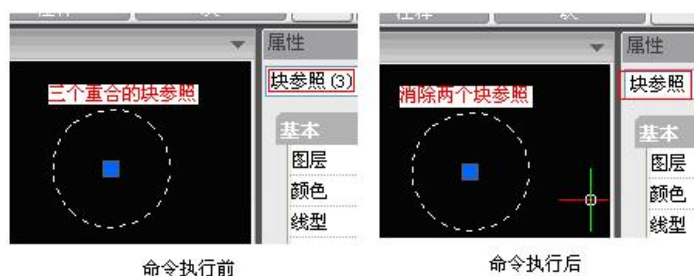 属性
三个重合的块参照
块参照 (3)
基本
图层
颜色
线型
命令执行前
属性
消除两个块参照
块参照
基本
图层
颜色
线型
命令执行后